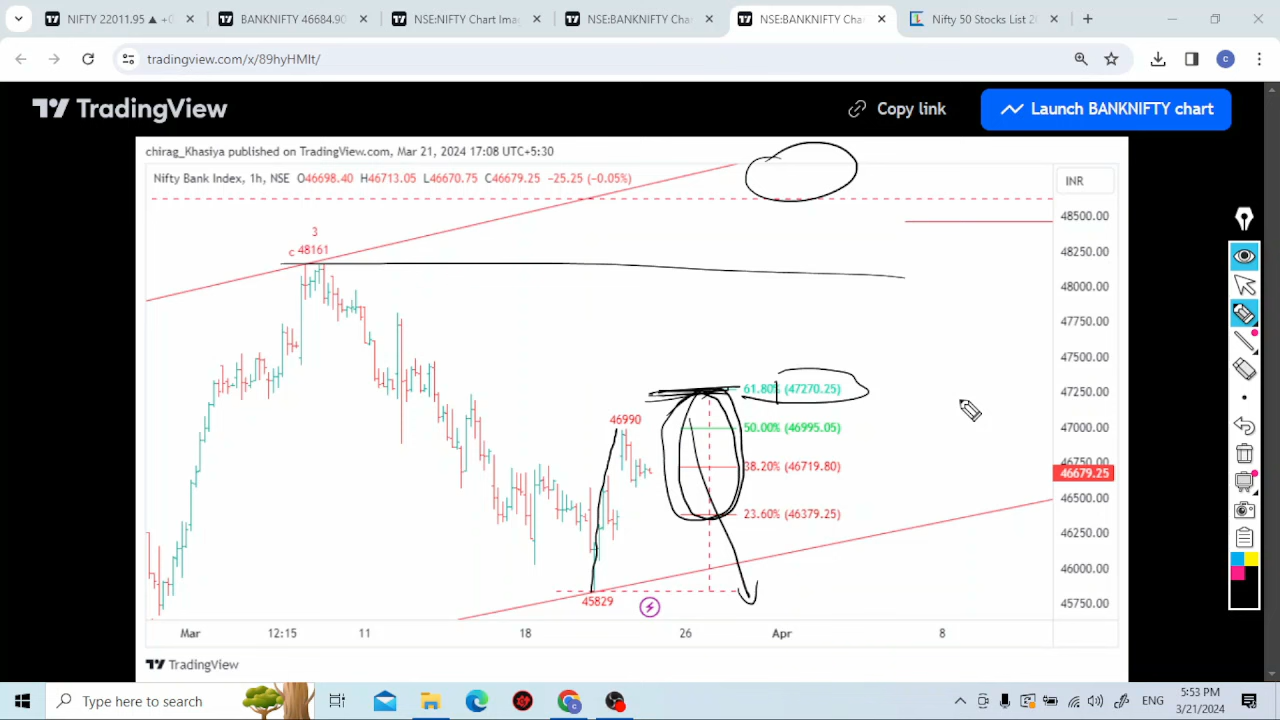 NIFTY 22011.95 ▲ +0
BANKNIFTY 46684.90
NSE:NIFTY Chart Ima
NSE:BANKNIFTY Cha
NSE:BANKNIFTY Cha
Nifty 50 Stocks List 20
tradingview.com/x/89hyHMIt/
C
TradingView
Copy link
Launch BANKNIFTY chart
chirag_Khasiya published on TradingView.com, Mar 21, 2024 17:08 UTC+5:30
Nifty Bank Index, 1h, NSE O46698.40 H46713.05 L46670.75 C46679.25 −25.25 (−0.05%)
INR
48500.00
3
c 48161
48250.00
48000.00
47750.00
47500.00
61.80% (47270.25)
47250.00
46990
50.00% (46995.05)
47000.00
38.20% (46719.80)
46750.00
46679.25
46500.00
23.60% (46379.25)
46250.00
46000.00
45829
45750.00
Mar 12:15 11 18 26 Apr 8
TradingView
Type here to search
ENG
5:53 PM
3/21/2024